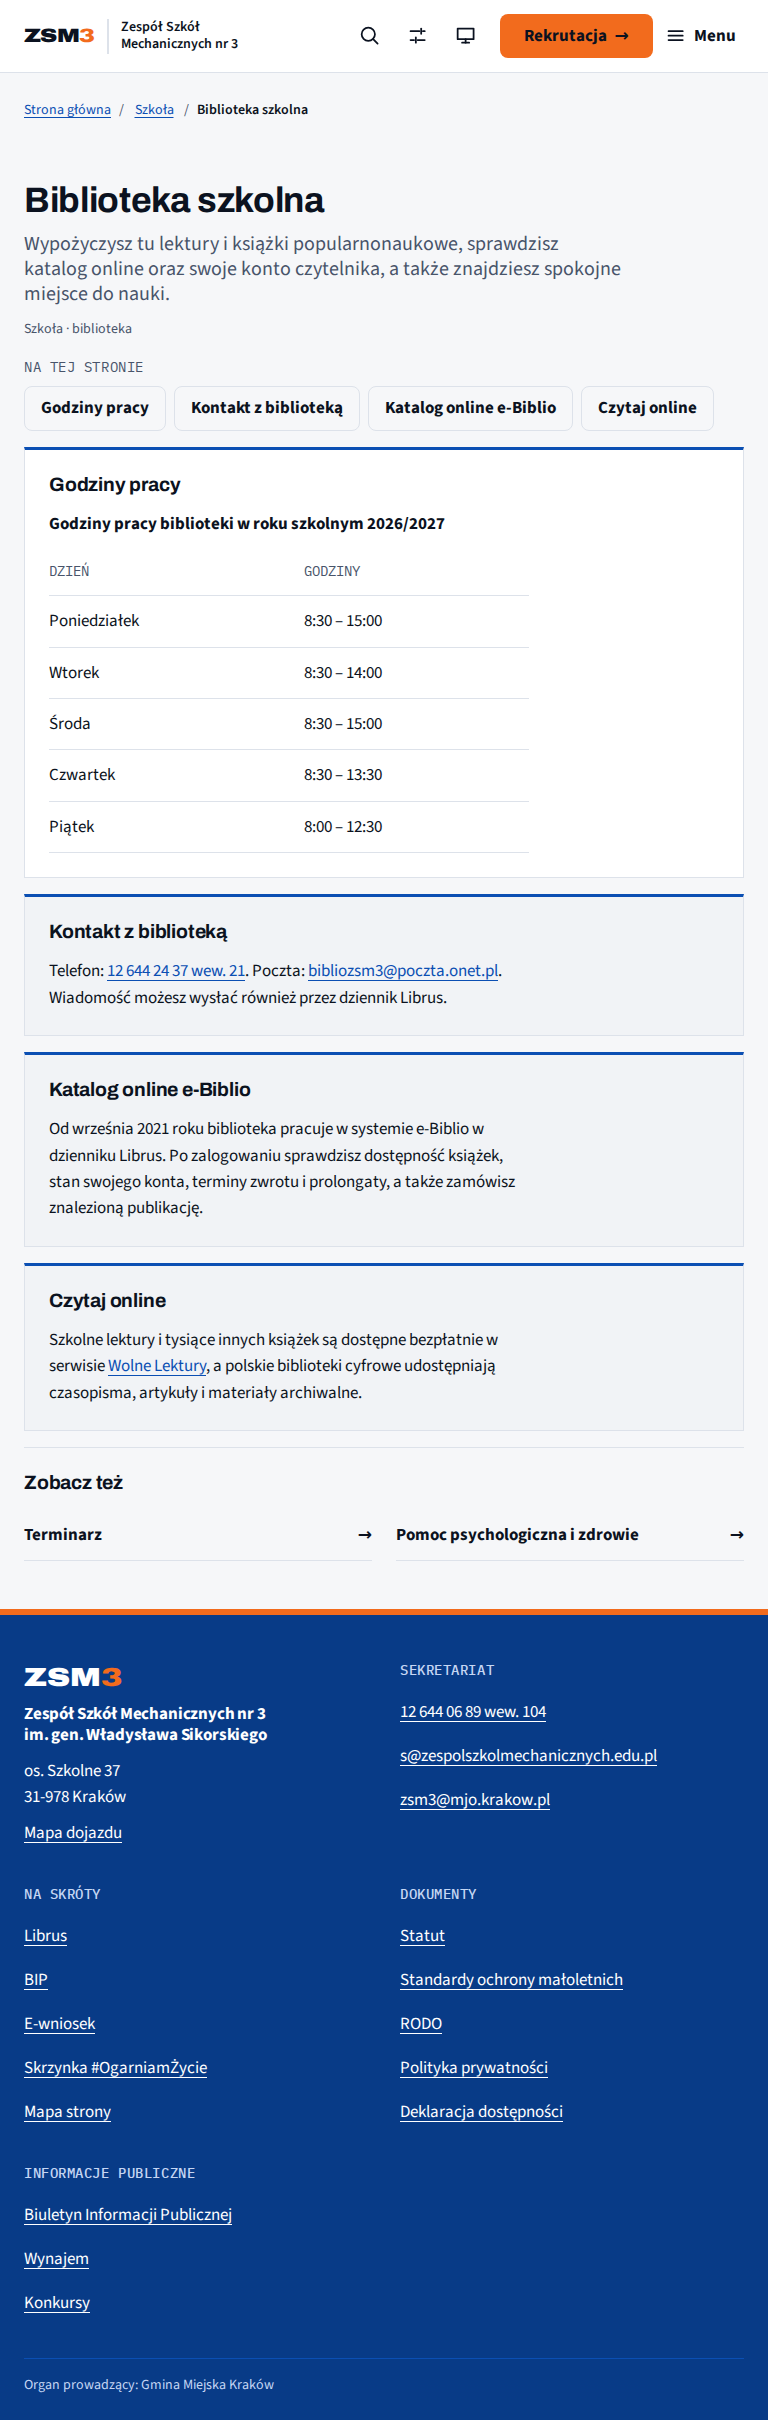 ZSM3
Zespół Szkół
Mechanicznych nr 3
Rekrutacja →
Menu
Strona główna / Szkoła / Biblioteka szkolna
Biblioteka szkolna
Wypożyczysz tu lektury i książki popularnonaukowe, sprawdzisz
katalog online oraz swoje konto czytelnika, a także znajdziesz spokojne
miejsce do nauki.
Szkoła · biblioteka
NA TEJ STRONIE
Godziny pracy
Kontakt z biblioteką
Katalog online e-Biblio
Czytaj online
Godziny pracy
Godziny pracy biblioteki w roku szkolnym 2026/2027
DZIEŃ GODZINY
Poniedziałek 8:30 – 15:00
Wtorek 8:30 – 14:00
Środa 8:30 – 15:00
Czwartek 8:30 – 13:30
Piątek 8:00 – 12:30
Kontakt z biblioteką
Telefon: 12 644 24 37 wew. 21. Poczta: bibliozsm3@poczta.onet.pl.
Wiadomość możesz wysłać również przez dziennik Librus.
Katalog online e-Biblio
Od września 2021 roku biblioteka pracuje w systemie e-Biblio w
dzienniku Librus. Po zalogowaniu sprawdzisz dostępność książek,
stan swojego konta, terminy zwrotu i prolongaty, a także zamówisz
znalezioną publikację.
Czytaj online
Szkolne lektury i tysiące innych książek są dostępne bezpłatnie w
serwisie Wolne Lektury, a polskie biblioteki cyfrowe udostępniają
czasopisma, artykuły i materiały archiwalne.
Zobacz też
Terminarz →
Pomoc psychologiczna i zdrowie →
ZSM3
Zespół Szkół Mechanicznych nr 3
im. gen. Władysława Sikorskiego
os. Szkolne 37
31-978 Kraków
Mapa dojazdu
SEKRETARIAT
12 644 06 89 wew. 104
s@zespolszkolmechanicznych.edu.pl
zsm3@mjo.krakow.pl
NA SKRÓTY
Librus
BIP
E-wniosek
Skrzynka #OgarniamŻycie
Mapa strony
DOKUMENTY
Statut
Standardy ochrony małoletnich
RODO
Polityka prywatności
Deklaracja dostępności
INFORMACJE PUBLICZNE
Biuletyn Informacji Publicznej
Wynajem
Konkursy
Organ prowadzący: Gmina Miejska Kraków